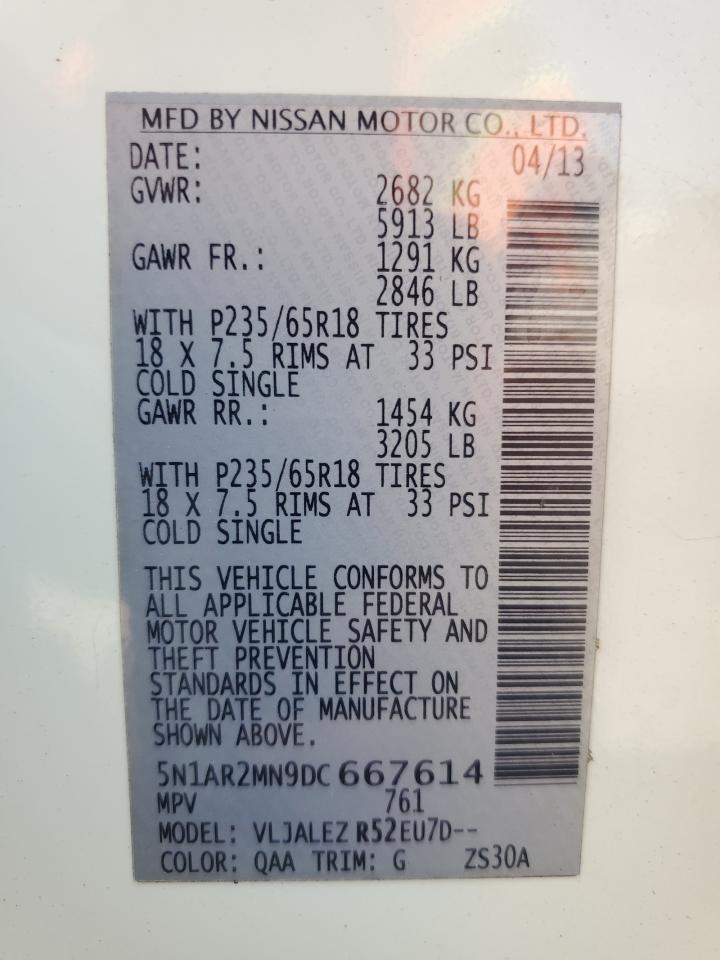 MFD BY NISSAN MOTOR CO., LTD.
DATE: 04/13
GVWR: 2682 KG
5913 LB
GAWR FR.: 1291 KG
2846 LB
WITH P235/65R18 TIRES
18 X 7.5 RIMS AT 33 PSI
COLD SINGLE
GAWR RR.: 1454 KG
3205 LB
WITH P235/65R18 TIRES
18 X 7.5 RIMS AT 33 PSI
COLD SINGLE
THIS VEHICLE CONFORMS TO
ALL APPLICABLE FEDERAL
MOTOR VEHICLE SAFETY AND
THEFT PREVENTION
STANDARDS IN EFFECT ON
THE DATE OF MANUFACTURE
SHOWN ABOVE.
5N1AR2MN9DC 667614
MPV 761
MODEL: VLJALEZ R52EU7D--
COLOR: QAA TRIM: G ZS30A